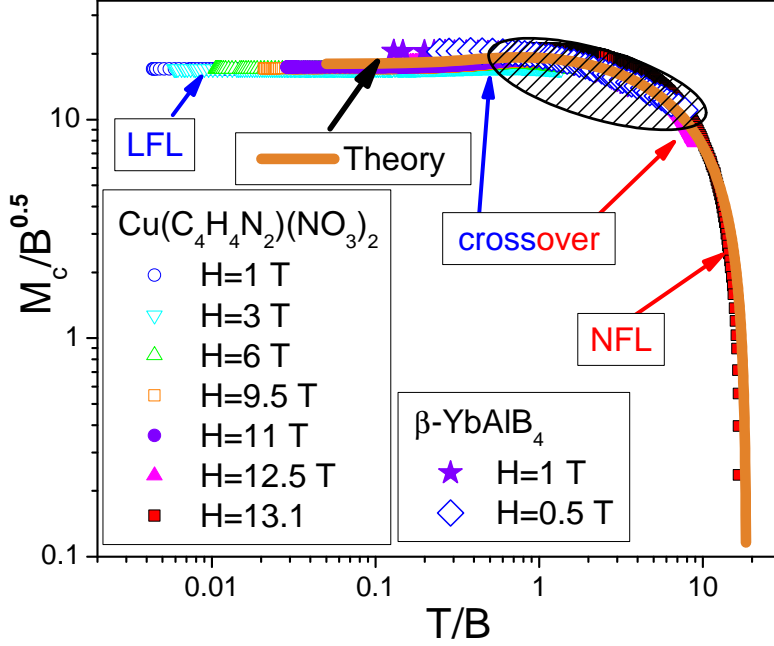 M_c/B^0.5
10
1
0.1
LFL
Theory
crossover
NFL
Cu(C₄H₄N₂)(NO₃)₂
H=1 T
H=3 T
H=6 T
H=9.5 T
H=11 T
H=12.5 T
H=13.1
β-YbAlB₄
H=1 T
H=0.5 T
0.01 0.1 1 10
T/B